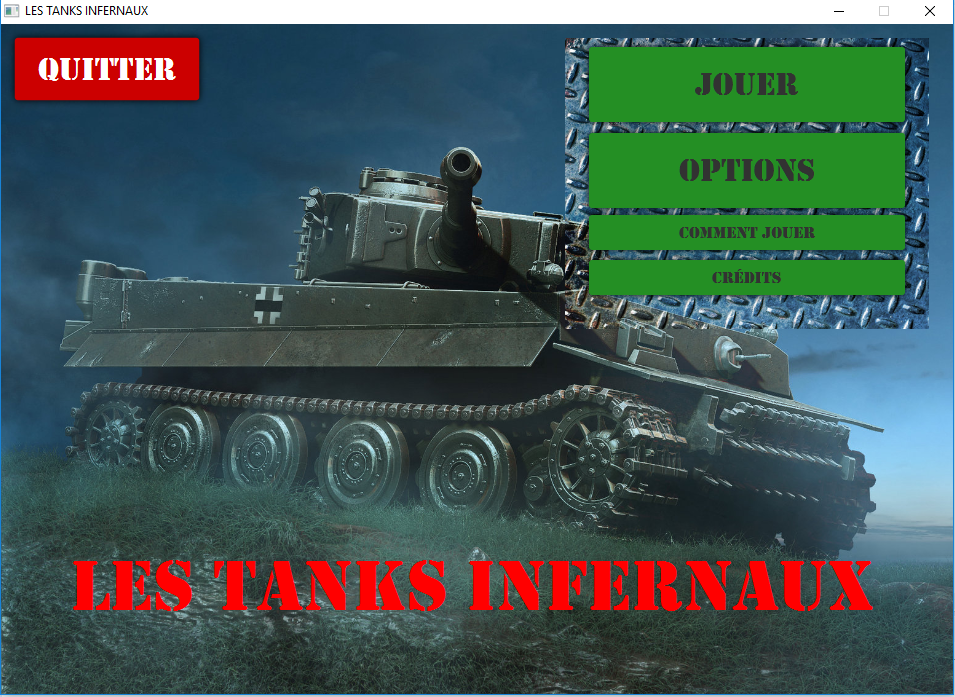 LES TANKS INFERNAUX
QUITTER
JOUER
OPTIONS
COMMENT JOUER
CRÉDITS
LES TANKS INFERNAUX